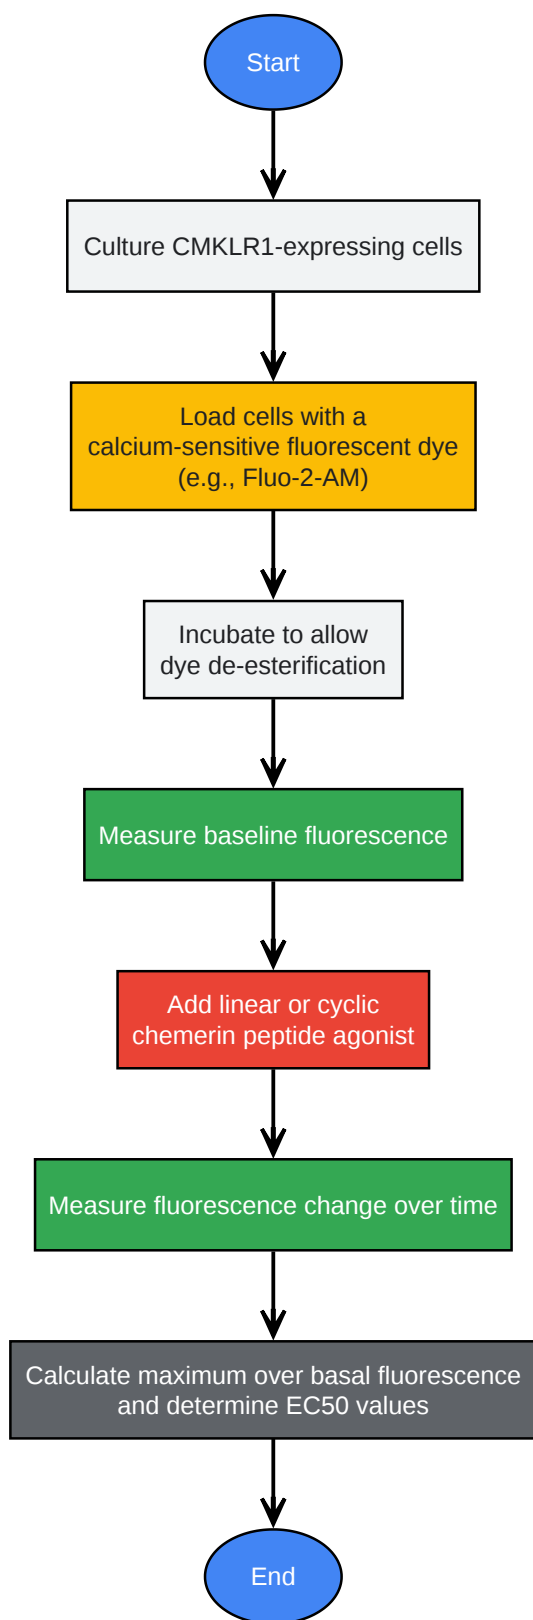 Start
Culture CMKLR1-expressing cells
Load cells with a
calcium-sensitive fluorescent dye
(e.g., Fluo-2-AM)
Incubate to allow
dye de-esterification
Measure baseline fluorescence
Add linear or cyclic
chemerin peptide agonist
Measure fluorescence change over time
Calculate maximum over basal fluorescence
and determine EC50 values
End